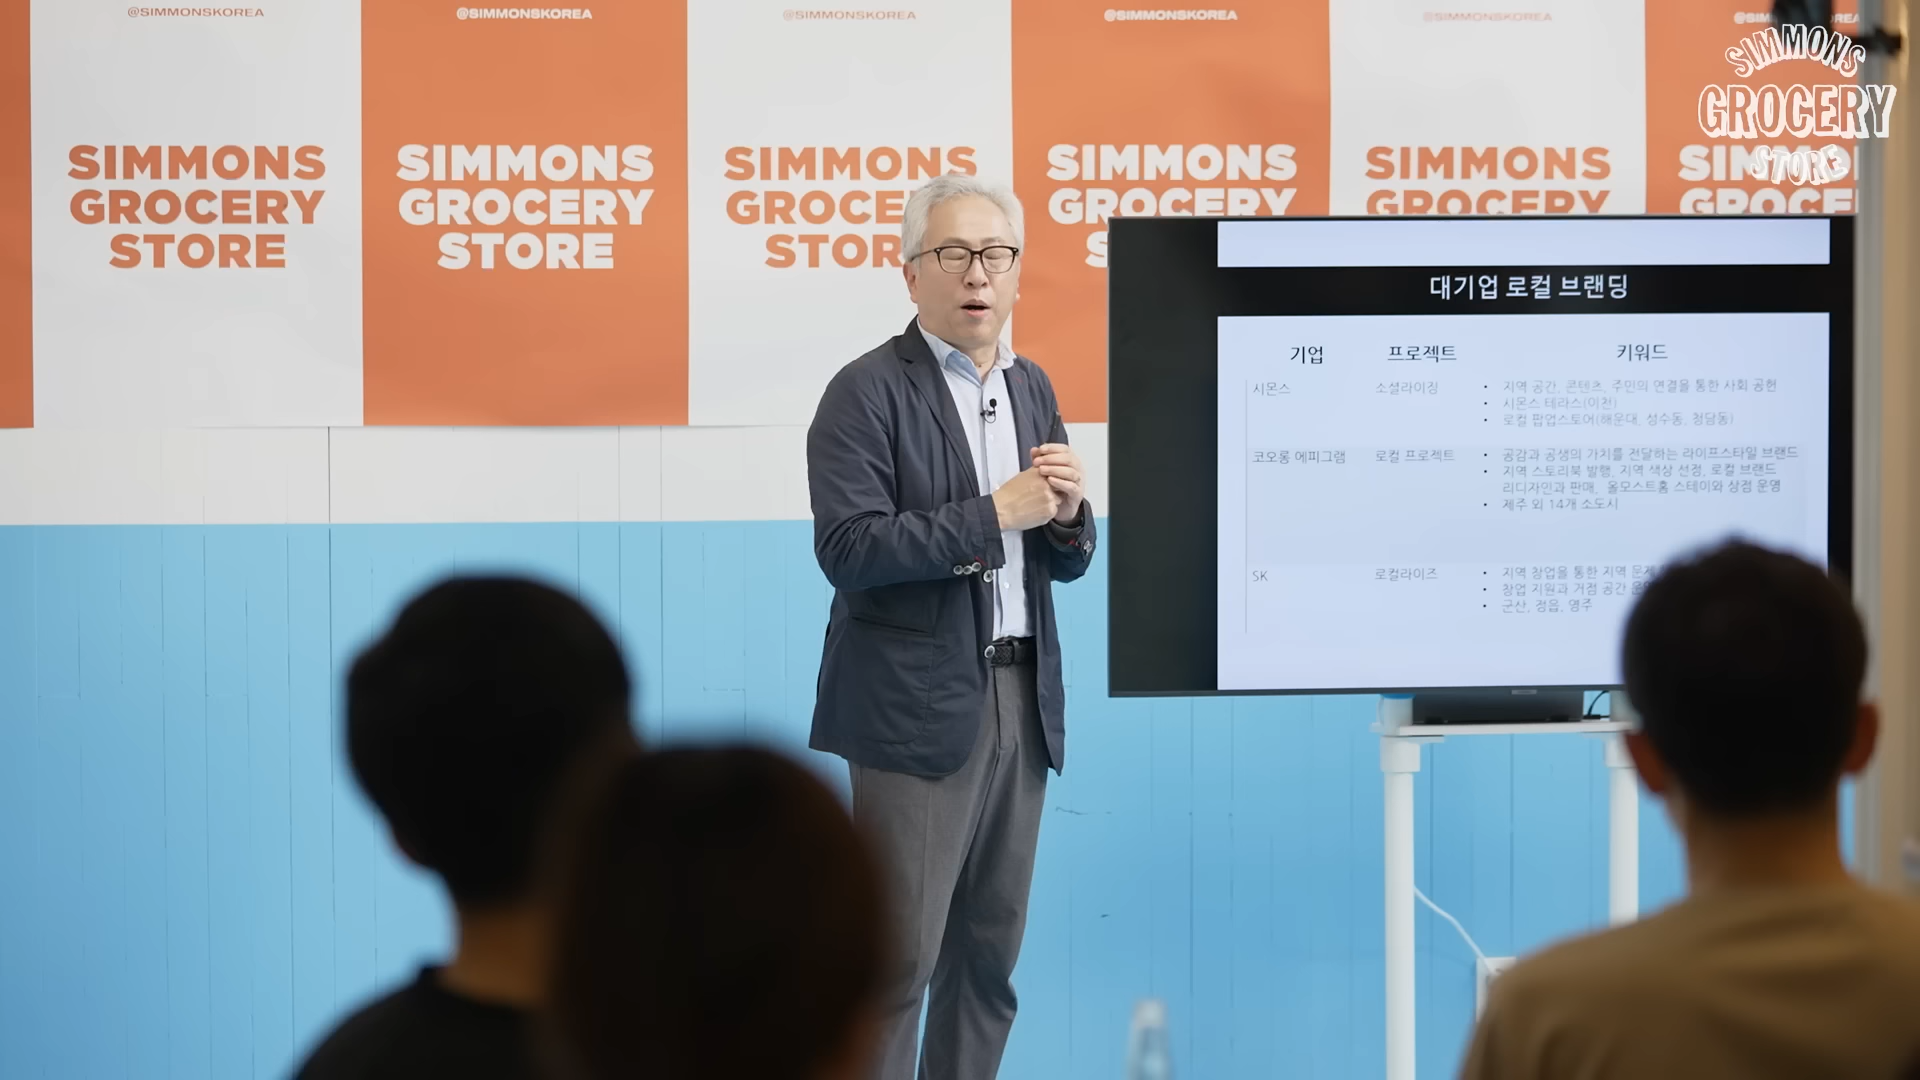 @SIMMONSKOREA
@SIMMONSKOREA
@SIMMONSKOREA
@SIMMONSKOREA
@SIMMONSKOREA
SIMMONS
GROCERY
STORE
SIMMONS
GROCERY
STORE
SIMMONS
GROCE
STOR
SIMMONS
GROCERY
S
SIMMONS
GROCERY
SIMMONS
GROCERY
STORE
대기업 로컬 브랜딩
기업 프로젝트 키워드
시몬스 소셜라이징
• 지역 공간, 콘텐츠, 주민의 연결을 통한 사회 공헌
• 시몬스 테라스(이천)
• 로컬 팝업스토어(해운대, 성수동, 청담동)
코오롱 에피그램 로컬 프로젝트
• 공감과 공생의 가치를 전달하는 라이프스타일 브랜드
• 지역 스토리북 발행, 지역 색상 선정, 로컬 브랜드
리디자인과 판매, 올모스트홈 스테이와 상점 운영
• 제주 외 14개 소도시
SK 로컬라이즈
• 지역 창업을 통한 지역 문제
• 창업 지원과 거점 공간
• 군산, 정읍, 영주